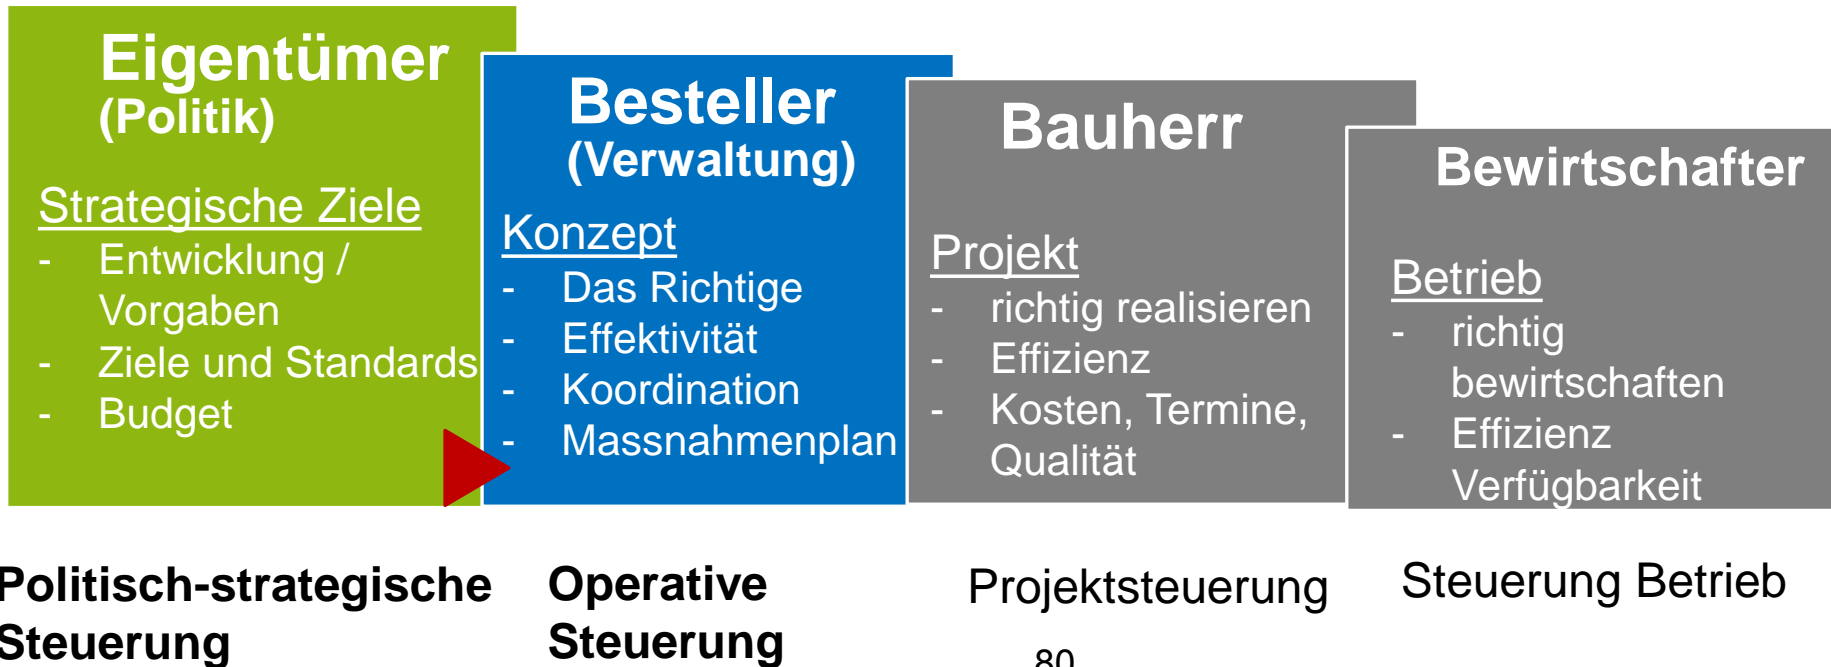 Eigentümer
(Politik)
Strategische Ziele
- Entwicklung /
Vorgaben
- Ziele und Standards
- Budget
Besteller
(Verwaltung)
Konzept
- Das Richtige
- Effektivität
- Koordination
- Massnahmenplan
Bauherr
Projekt
- richtig realisieren
- Effizienz
- Kosten, Termine,
Qualität
Bewirtschafter
Betrieb
- richtig
bewirtschaften
- Effizienz
Verfügbarkeit
Politisch-strategische
Steuerung
Operative
Steuerung
Projektsteuerung
Steuerung Betrieb
80